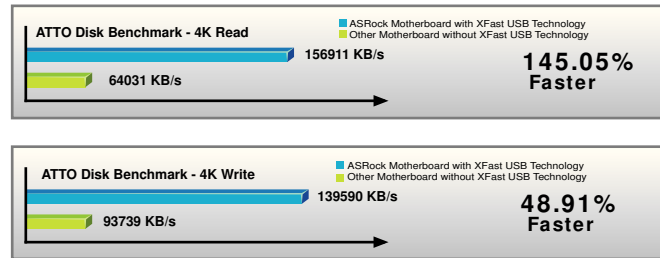 ATTO Disk Benchmark - 4K Read
ASRock Motherboard with XFast USB Technology
Other Motherboard without XFast USB Technology
156911 KB/s
64031 KB/s
145.05%
Faster
ATTO Disk Benchmark - 4K Write
ASRock Motherboard with XFast USB Technology
Other Motherboard without XFast USB Technology
139590 KB/s
93739 KB/s
48.91%
Faster